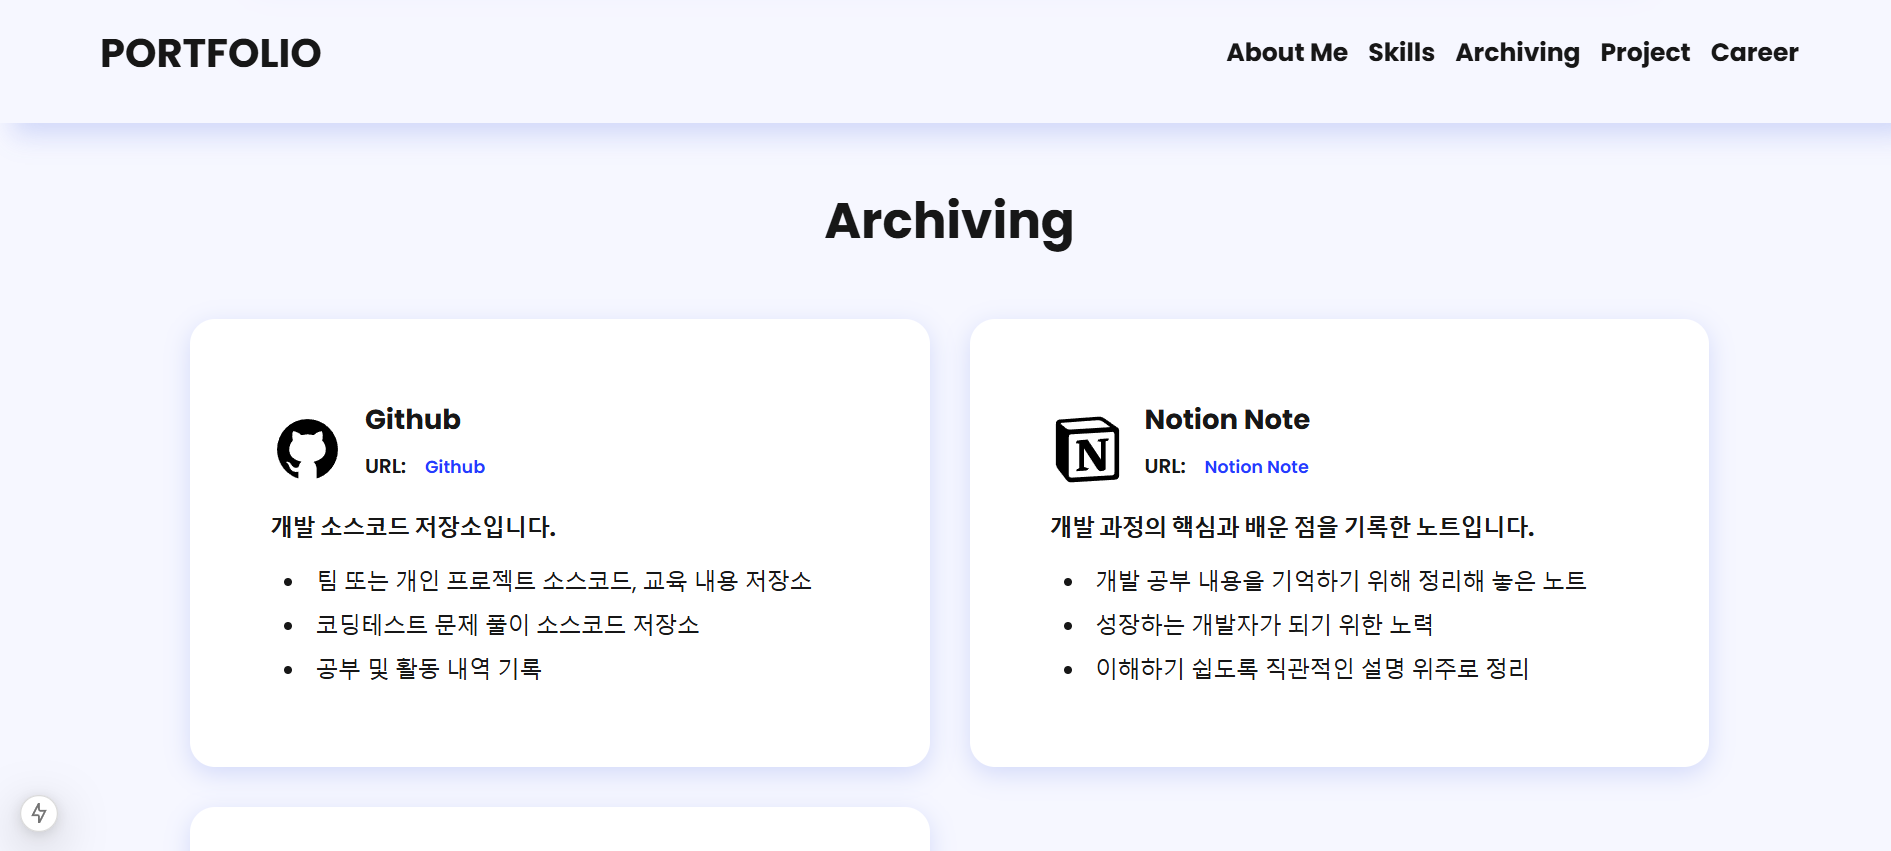 PORTFOLIO
About Me Skills Archiving Project Career
Archiving
Github
URL: Github
개발 소스코드 저장소입니다.
• 팀 또는 개인 프로젝트 소스코드, 교육 내용 저장소
• 코딩테스트 문제 풀이 소스코드 저장소
• 공부 및 활동 내역 기록
N
Notion Note
URL: Notion Note
개발 과정의 핵심과 배운 점을 기록한 노트입니다.
• 개발 공부 내용을 기억하기 위해 정리해 놓은 노트
• 성장하는 개발자가 되기 위한 노력
• 이해하기 쉽도록 직관적인 설명 위주로 정리